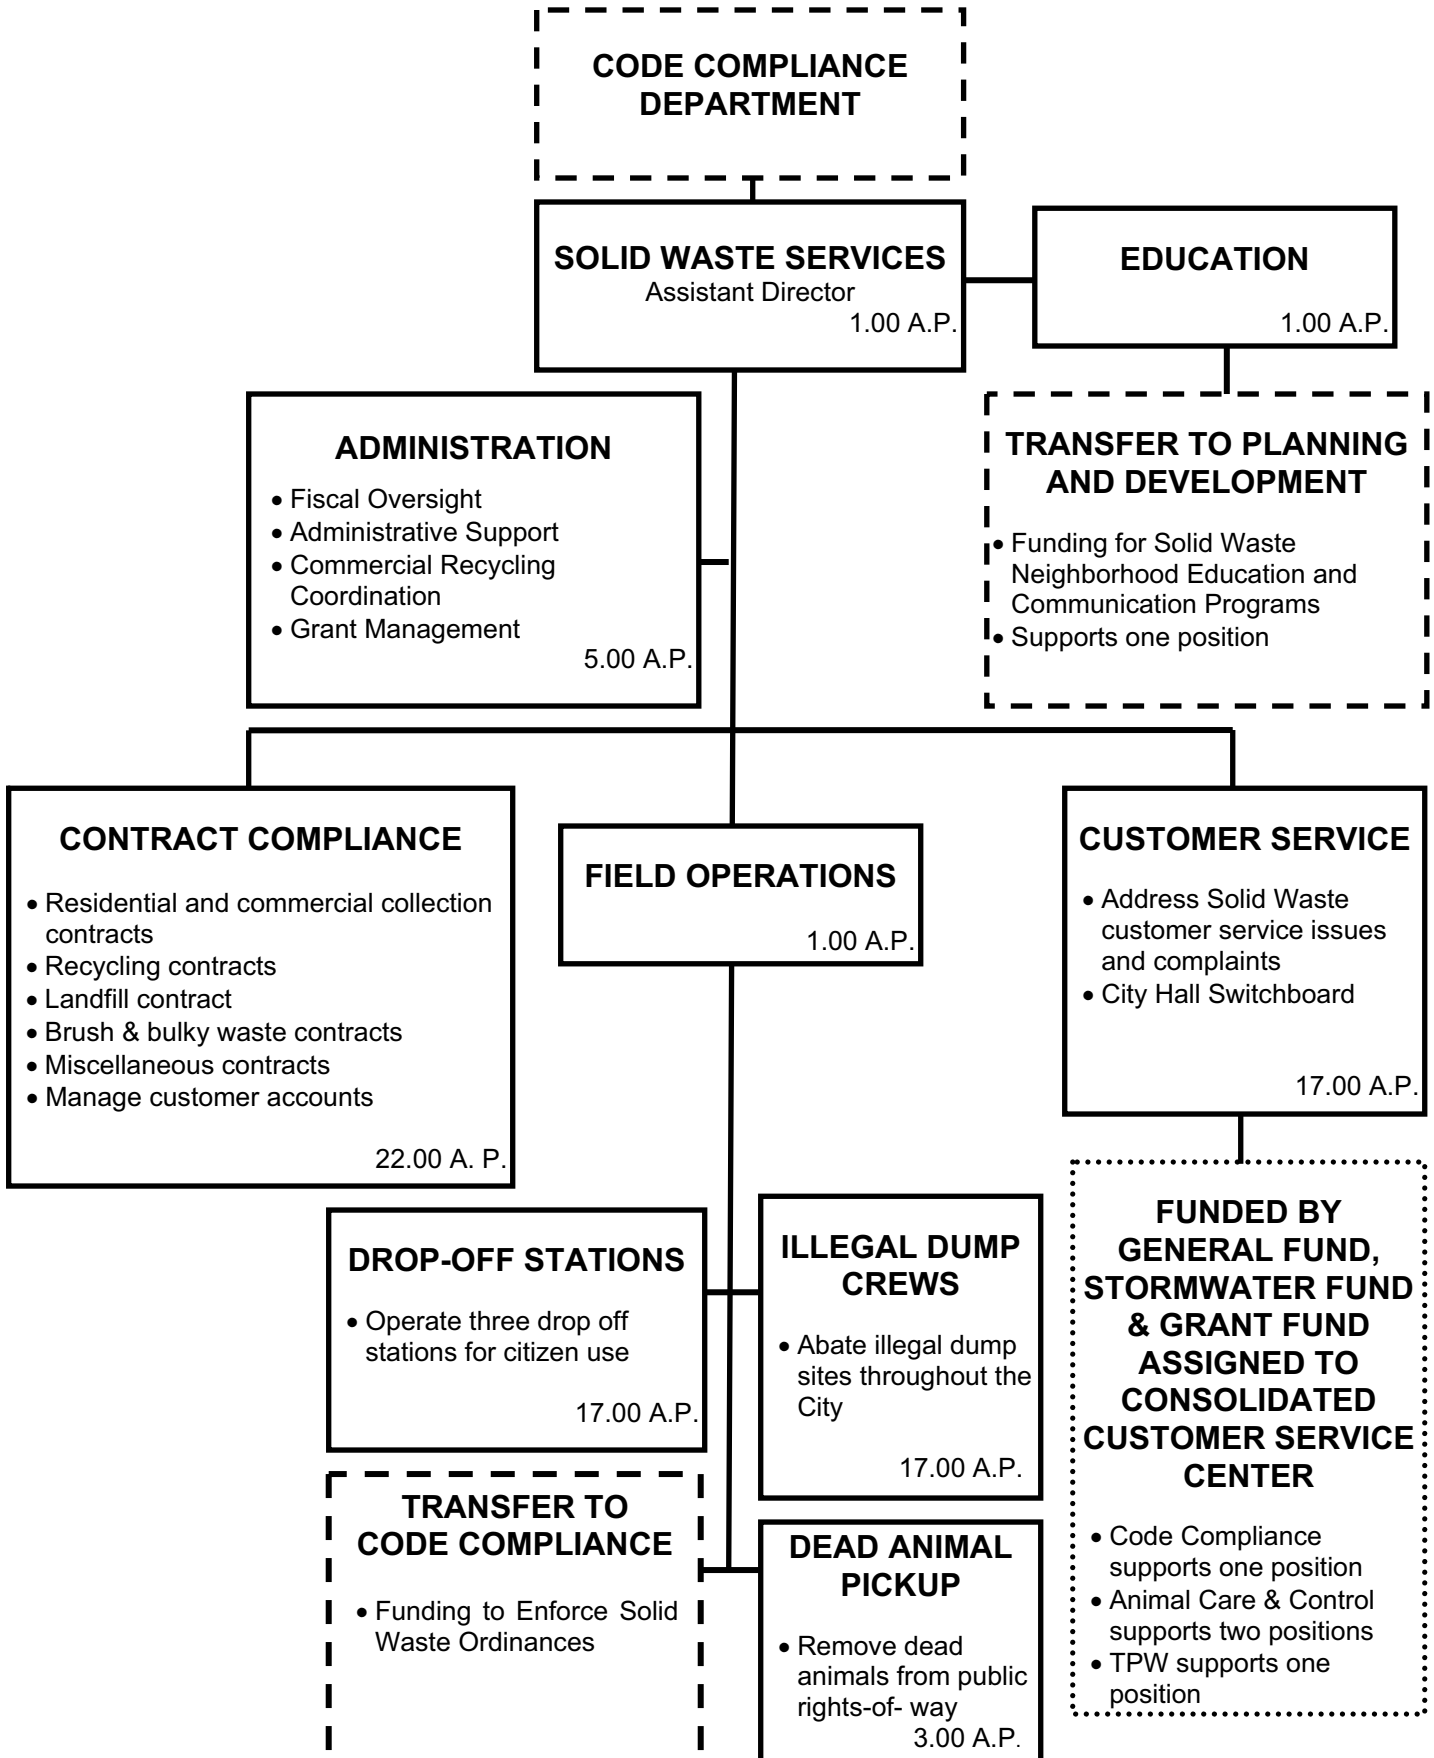 CODE COMPLIANCE
DEPARTMENT
SOLID WASTE SERVICES
Assistant Director
1.00 A.P.
EDUCATION
1.00 A.P.
ADMINISTRATION
• Fiscal Oversight
• Administrative Support
• Commercial Recycling
Coordination
• Grant Management
5.00 A.P.
TRANSFER TO PLANNING
AND DEVELOPMENT
• Funding for Solid Waste
Neighborhood Education and
Communication Programs
• Supports one position
CONTRACT COMPLIANCE
• Residential and commercial collection
contracts
• Recycling contracts
• Landfill contract
• Brush & bulky waste contracts
• Miscellaneous contracts
• Manage customer accounts
22.00 A. P.
FIELD OPERATIONS
1.00 A.P.
CUSTOMER SERVICE
• Address Solid Waste
customer service issues
and complaints
• City Hall Switchboard
17.00 A.P.
DROP-OFF STATIONS
• Operate three drop off
stations for citizen use
17.00 A.P.
ILLEGAL DUMP
CREWS
• Abate illegal dump
sites throughout the
City
17.00 A.P.
FUNDED BY
GENERAL FUND,
STORMWATER FUND
& GRANT FUND
ASSIGNED TO
CONSOLIDATED
CUSTOMER SERVICE
CENTER
• Code Compliance
supports one position
• Animal Care & Control
supports two positions
• TPW supports one
position
TRANSFER TO
CODE COMPLIANCE
• Funding to Enforce Solid
Waste Ordinances
DEAD ANIMAL
PICKUP
• Remove dead
animals from public
rights-of- way
3.00 A.P.